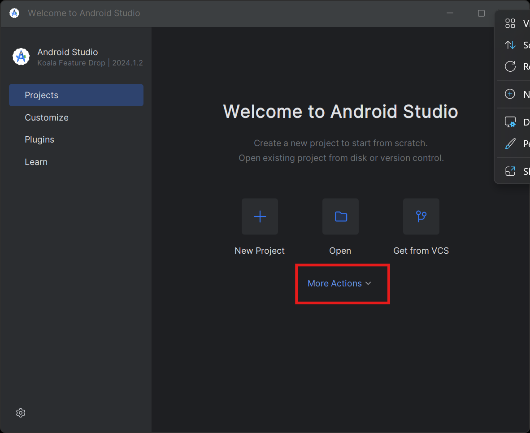 Welcome to Android Studio
Android Studio
Koala Feature Drop | 2024.1.2
Projects
Customize
Plugins
Learn
Welcome to Android Studio
Create a new project to start from scratch.
Open existing project from disk or version control.
New Project
Open
Get from VCS
More Actions